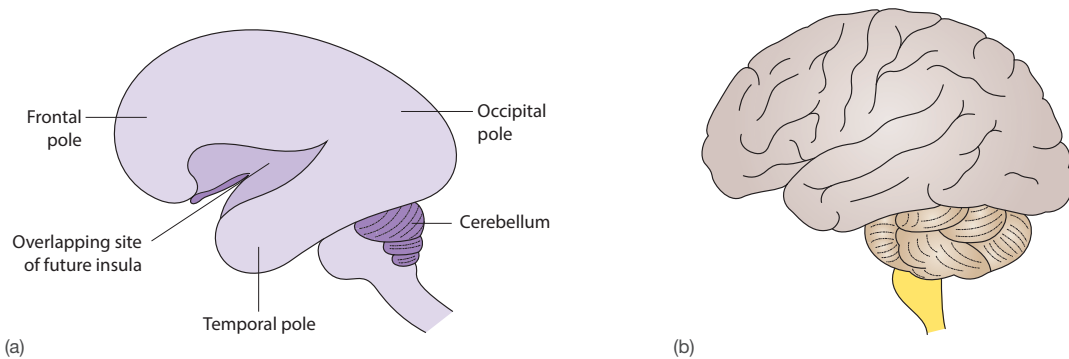 Frontal
pole
Occipital
pole
Cerebellum
Overlapping site
of future insula
Temporal pole
(a)
(b)